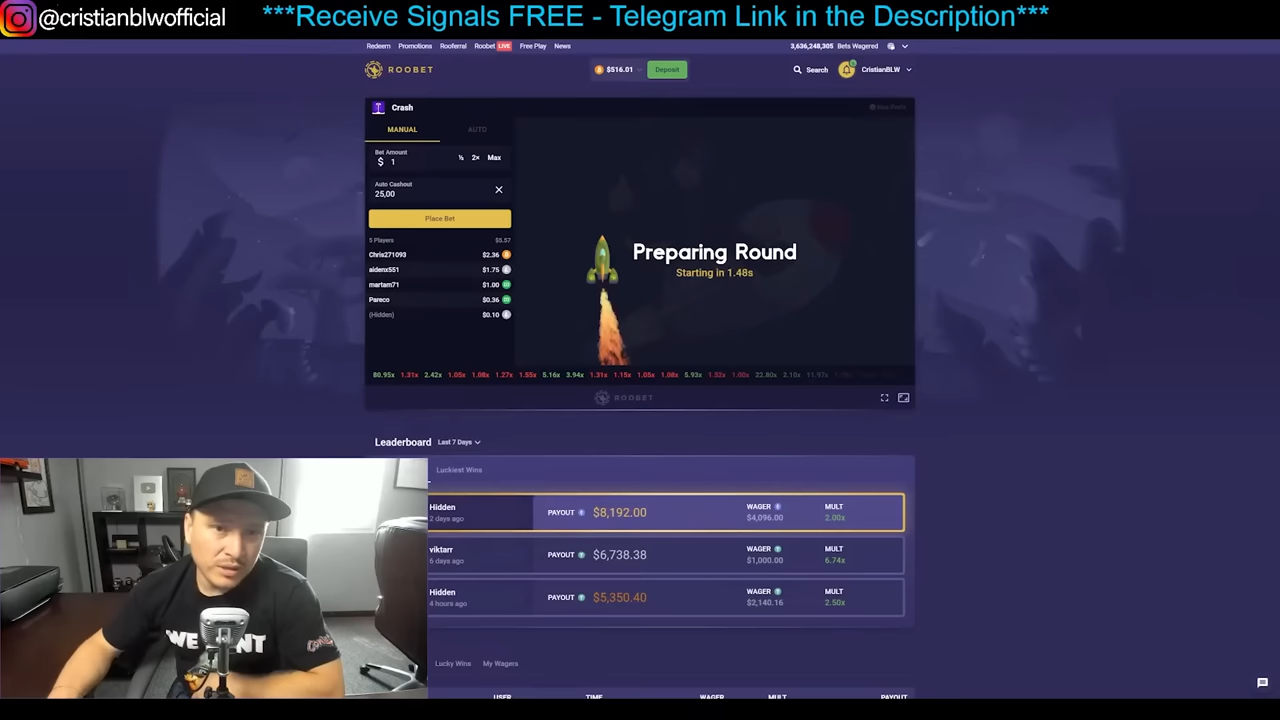 @cristianblwofficial
***Receive Signals FREE - Telegram Link in the Description***
Redeem Promotions Rooferral Roobet LIVE Free Play News
3,636,248,305 Bets Wagered
ROOBET
$516.01 Deposit
Search CristianBLW
Crash
MANUAL AUTO
Bet Amount
$ 1 ½ 2× Max
Auto Cashout
25,00
Place Bet
5 Players $5.57
Chris271093 $2.36
aidenx551 $1.75
martam71 $1.00
Pareco $0.36
(Hidden) $0.10
Preparing Round
Starting in 1.48s
80.95x 1.31x 2.42x 1.05x 1.08x 1.27x 1.55x 5.16x 3.94x 1.31x 1.15x 1.05x 1.08x 5.93x 1.52x 1.00x 22.80x 2.10x 11.97x
ROOBET
Leaderboard Last 7 Days
Luckiest Wins
Hidden
2 days ago
PAYOUT $8,192.00
WAGER
$4,096.00
MULT
2.00x
viktarr
6 days ago
PAYOUT $6,738.38
WAGER
$1,000.00
MULT
6.74x
Hidden
4 hours ago
PAYOUT $5,350.40
WAGER
$2,140.16
MULT
2.50x
Lucky Wins My Wagers
USER TIME WAGER MULT PAYOUT